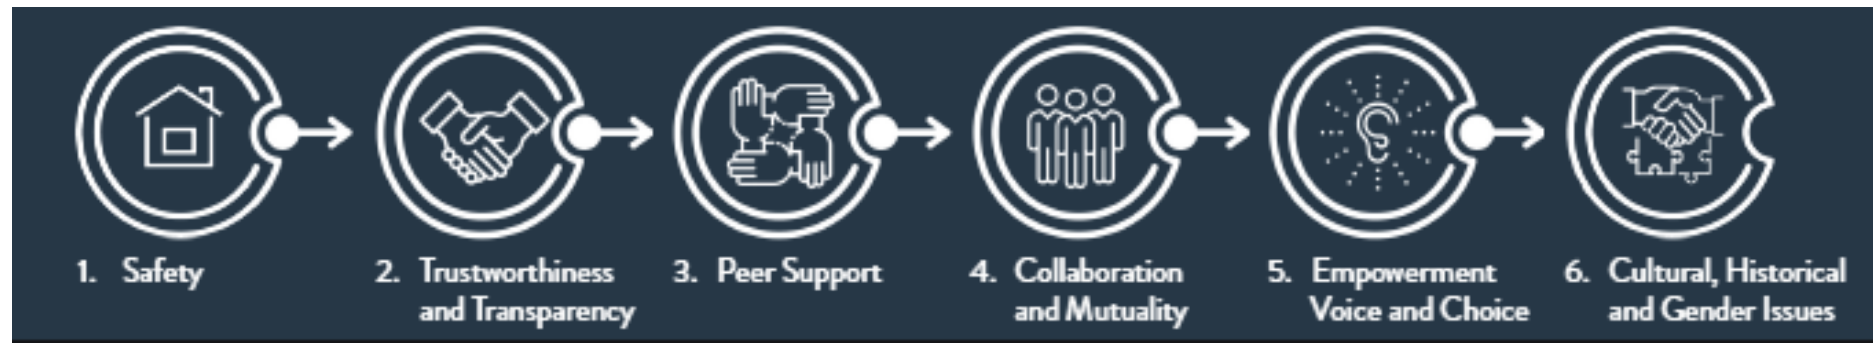 1. Safety
2. Trustworthiness
and Transparency
3. Peer Support
4. Collaboration
and Mutuality
5. Empowerment
Voice and Choice
6. Cultural, Historical
and Gender Issues